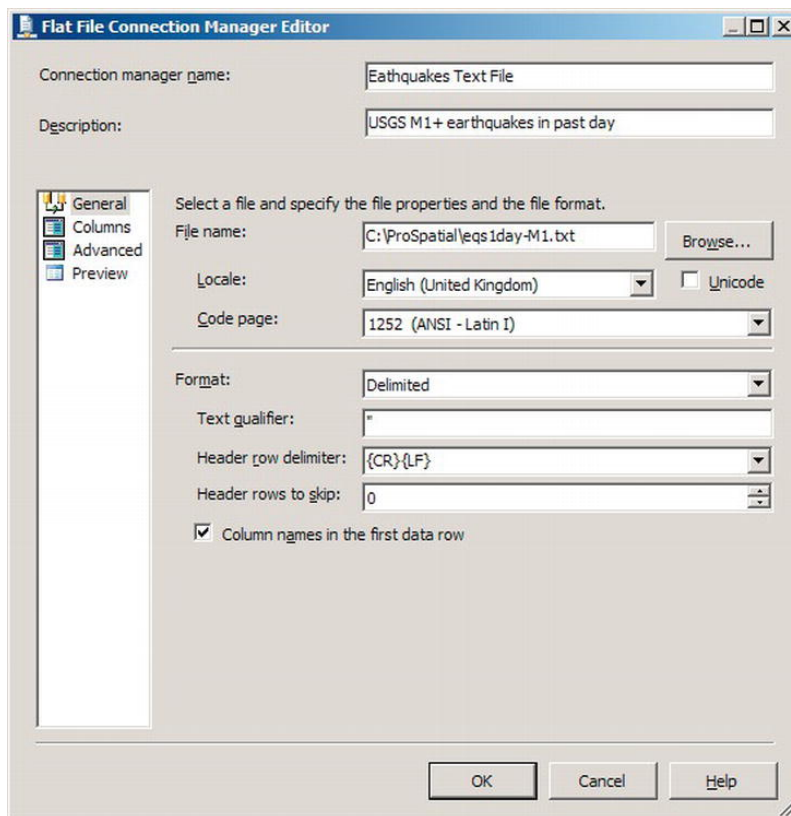 Flat File Connection Manager Editor
Connection manager name: Eathquakes Text File
Description: USGS M1+ earthquakes in past day
General
Columns
Advanced
Preview
Select a file and specify the file properties and the file format.
File name: C:\ProSpatial\eqs1day-M1.txt Browse...
Locale: English (United Kingdom) Unicode
Code page: 1252 (ANSI - Latin I)
Format: Delimited
Text qualifier: "
Header row delimiter: {CR}{LF}
Header rows to skip: 0
Column names in the first data row
OK Cancel Help